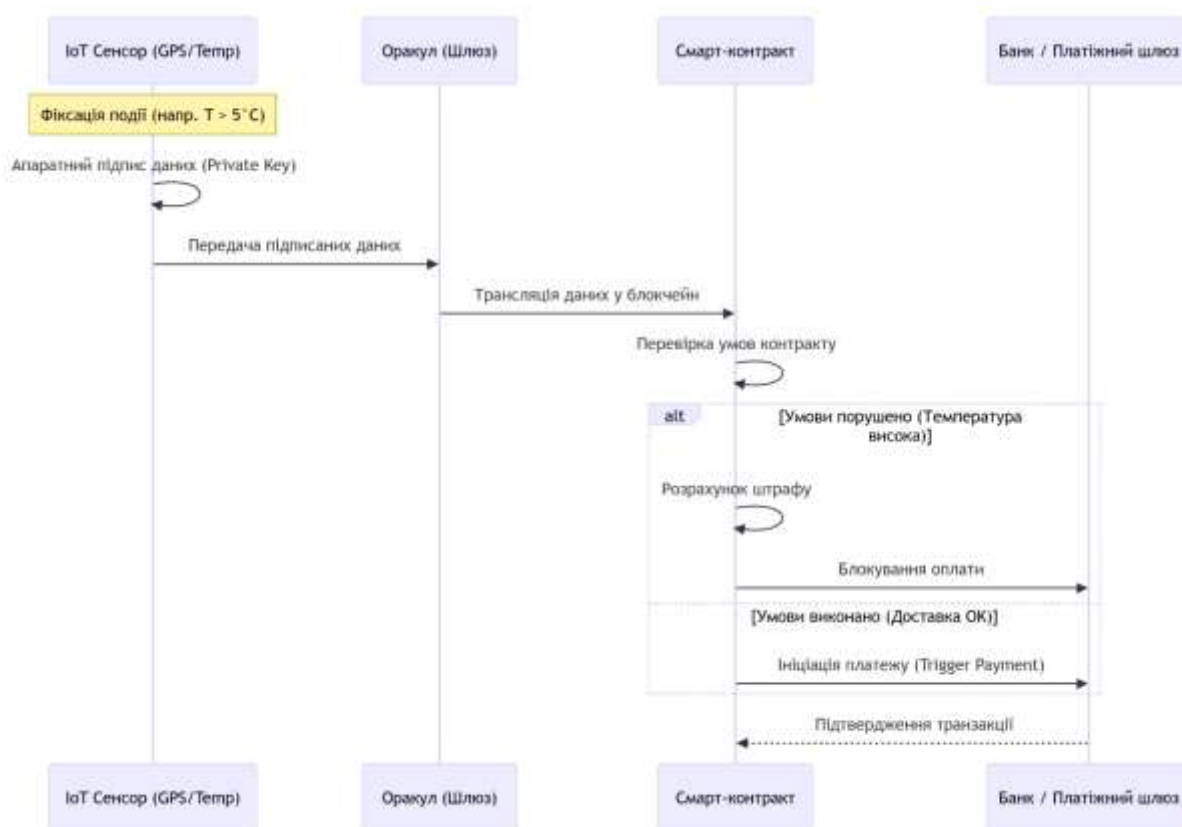 IoT Сенсор (GPS/Temp)
Оракул (Шлюз)
Смарт-контракт
Банк / Платіжний шлюз
Фіксація події (напр. T > 5°C)
Апаратний підпис даних (Private Key)
Передача підписаних даних
Трансляція даних у блокчейн
Перевірка умов контракту
alt
[Умови порушено (Температура
висока)]
Розрахунок штрафу
Блокування оплати
[Умови виконано (Доставка ОК)]
Ініціація платежу (Trigger Payment)
Підтвердження транзакції
IoT Сенсор (GPS/Temp)
Оракул (Шлюз)
Смарт-контракт
Банк / Платіжний шлюз